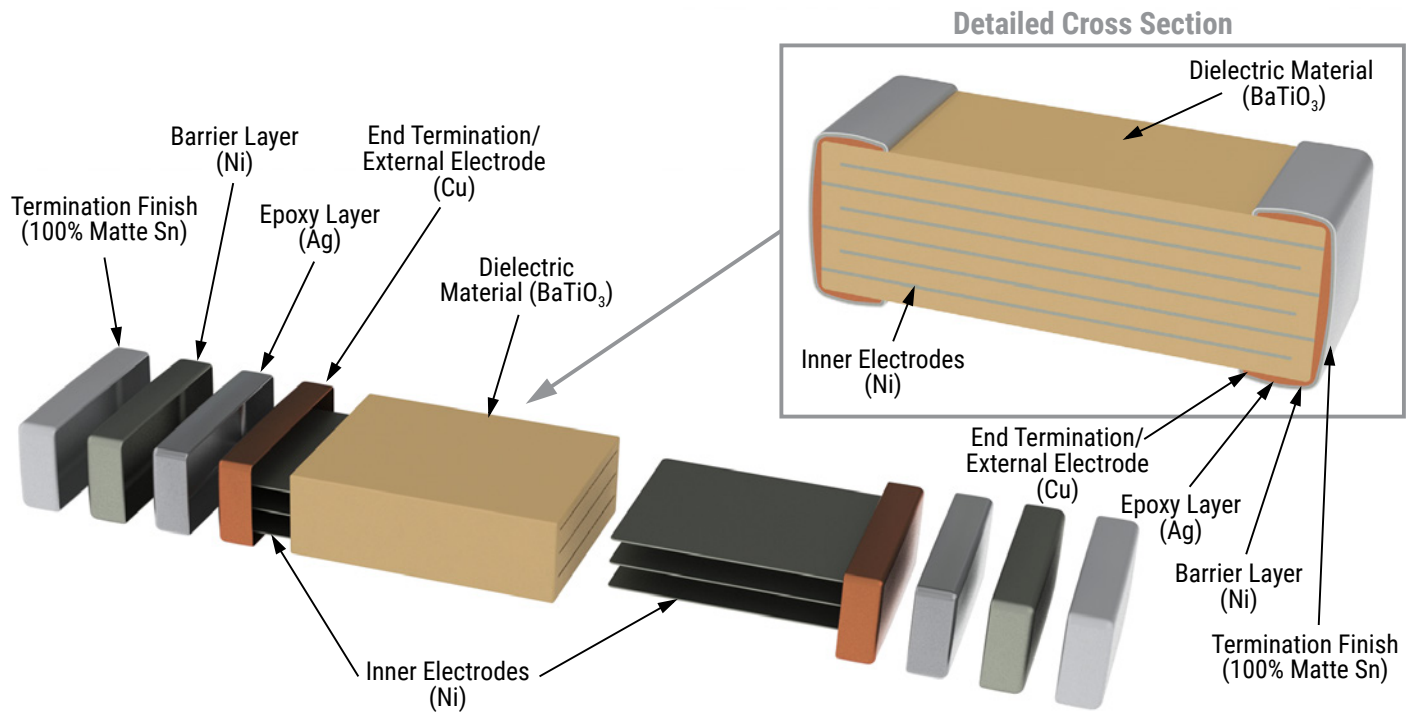 Detailed Cross Section
Dielectric Material
(BaTiO₃)
Barrier Layer
(Ni)
End Termination/
External Electrode
(Cu)
Termination Finish
(100% Matte Sn)
Epoxy Layer
(Ag)
Dielectric
Material (BaTiO₃)
Inner Electrodes
(Ni)
End Termination/
External Electrode
(Cu)
Epoxy Layer
(Ag)
Barrier Layer
(Ni)
Termination Finish
(100% Matte Sn)
Inner Electrodes
(Ni)